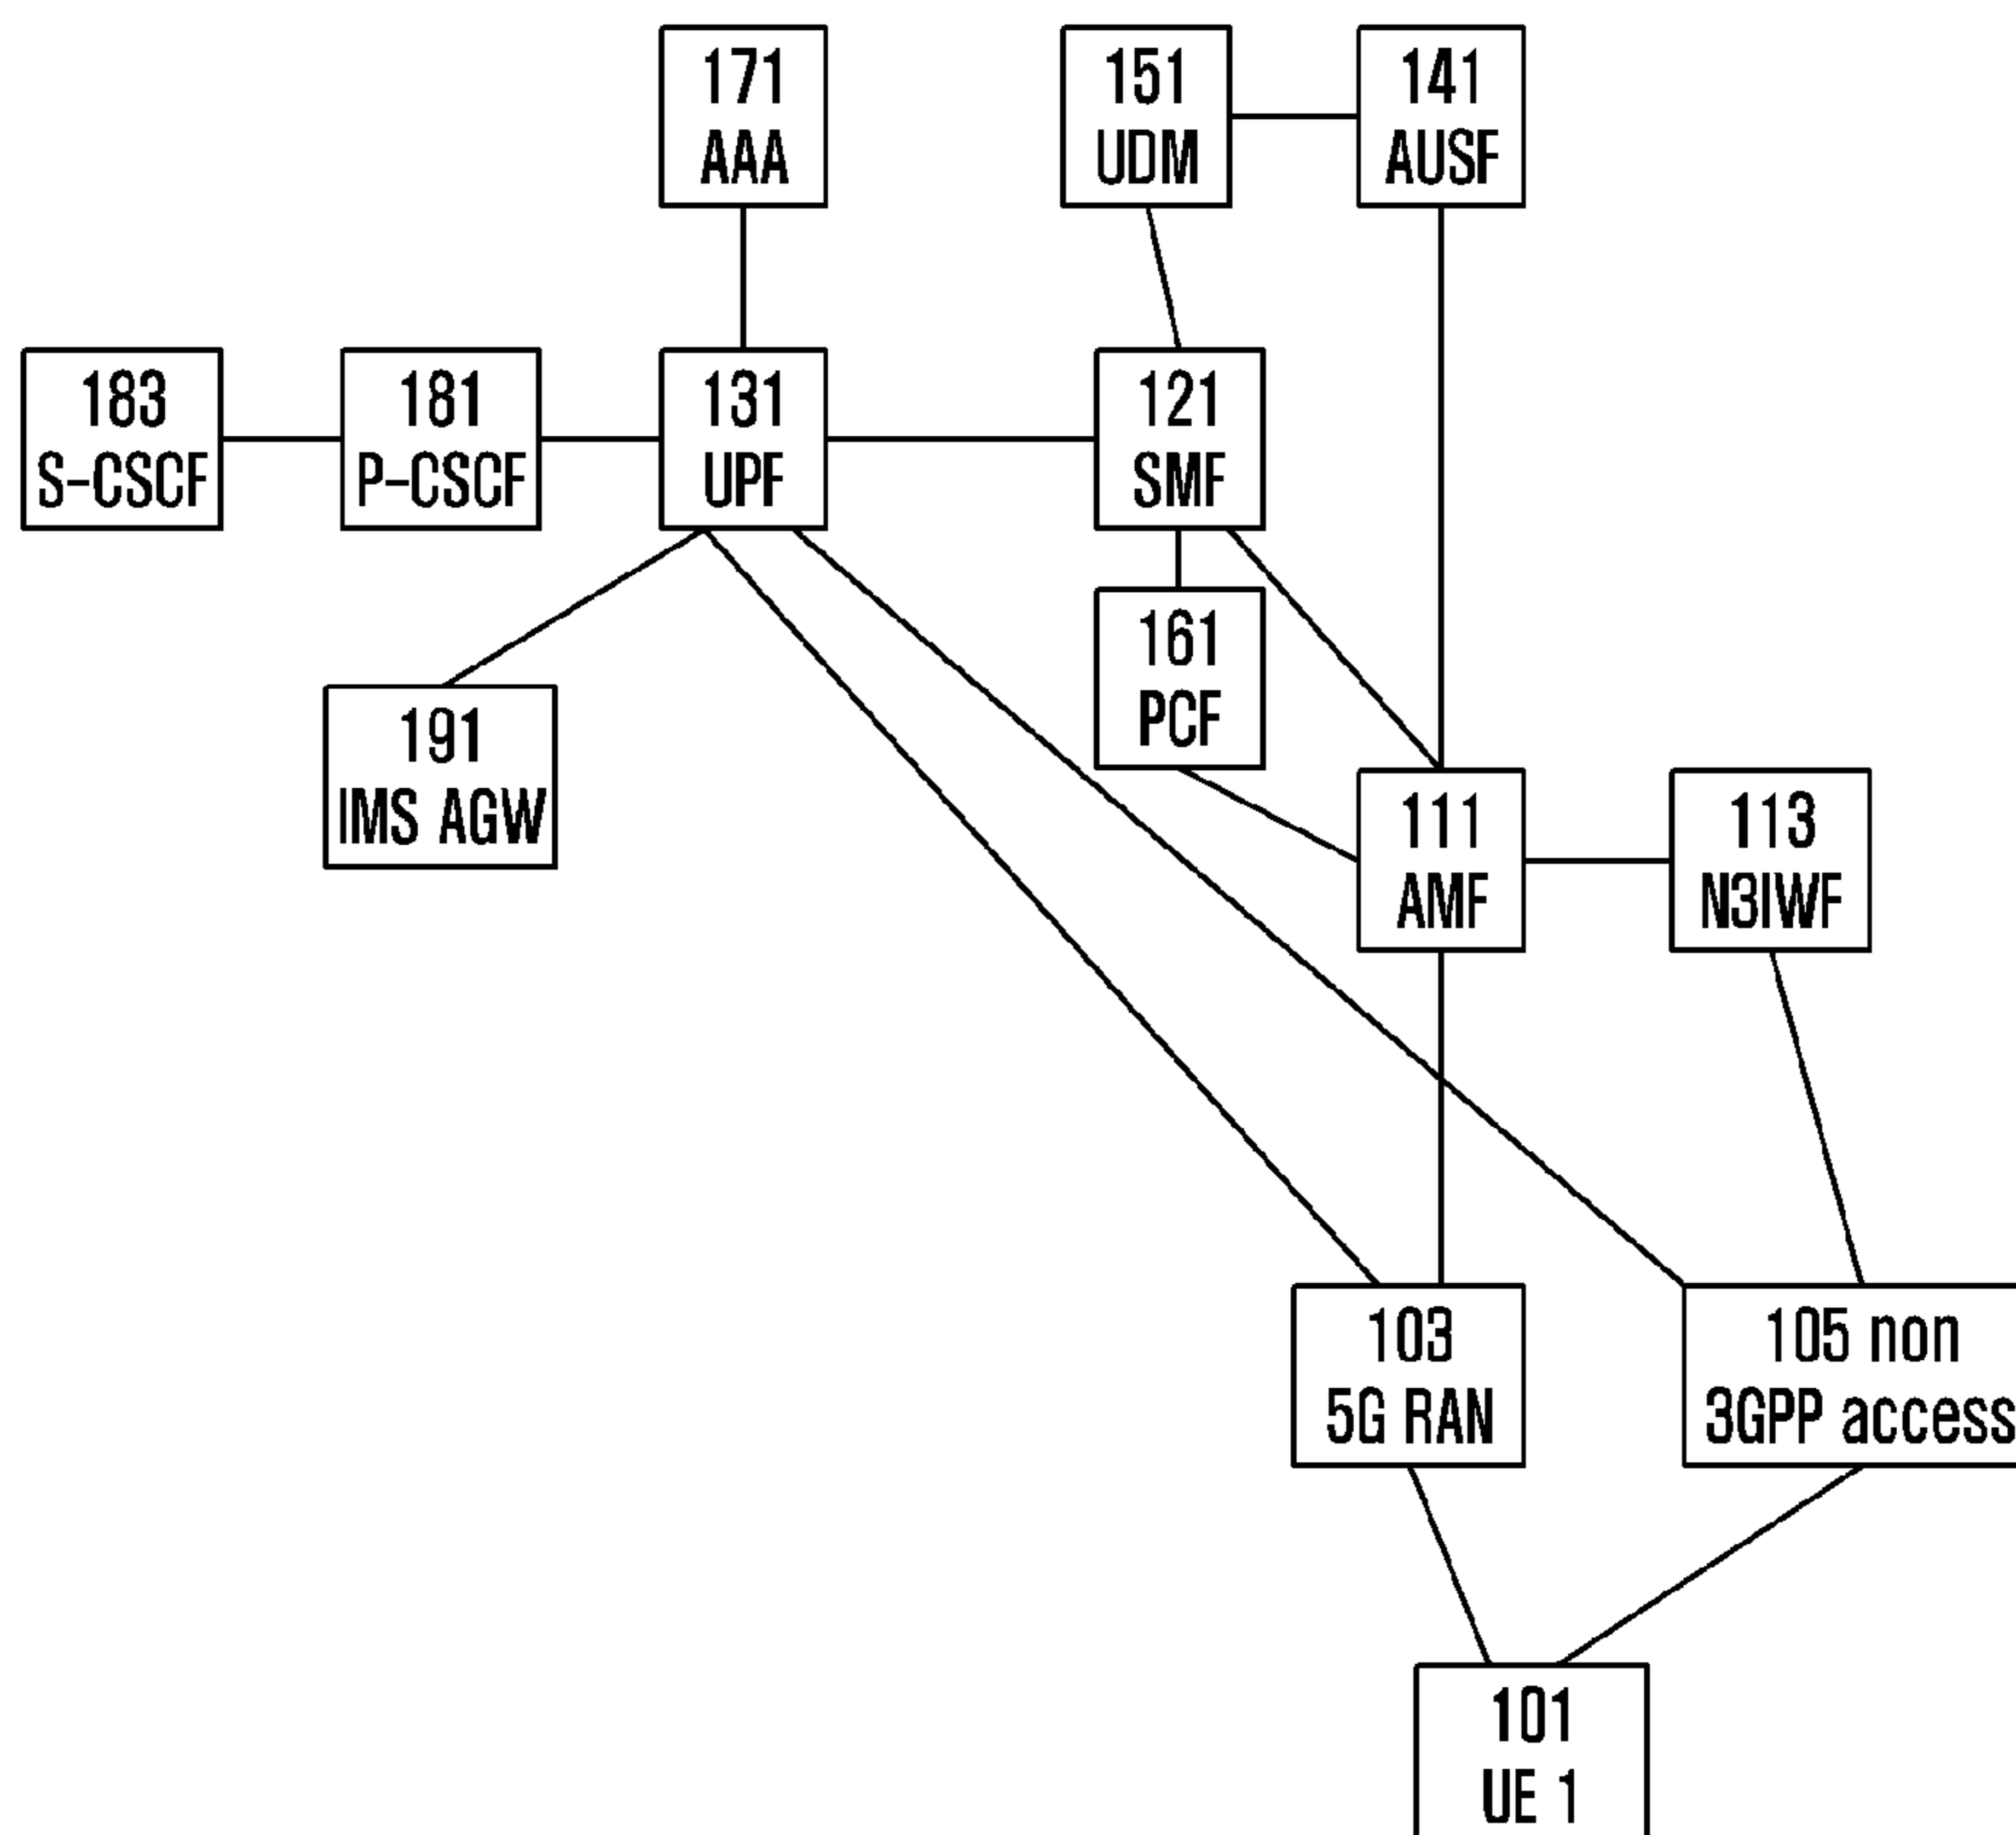 171
AAA
151
UDM
141
AUSF
183
S-CSCF
181
P-CSCF
131
UPF
121
SMF
161
PCF
191
IMS AGW
111
AMF
113
N3IWF
103
5G RAN
105 non
3GPP access
101
UE 1